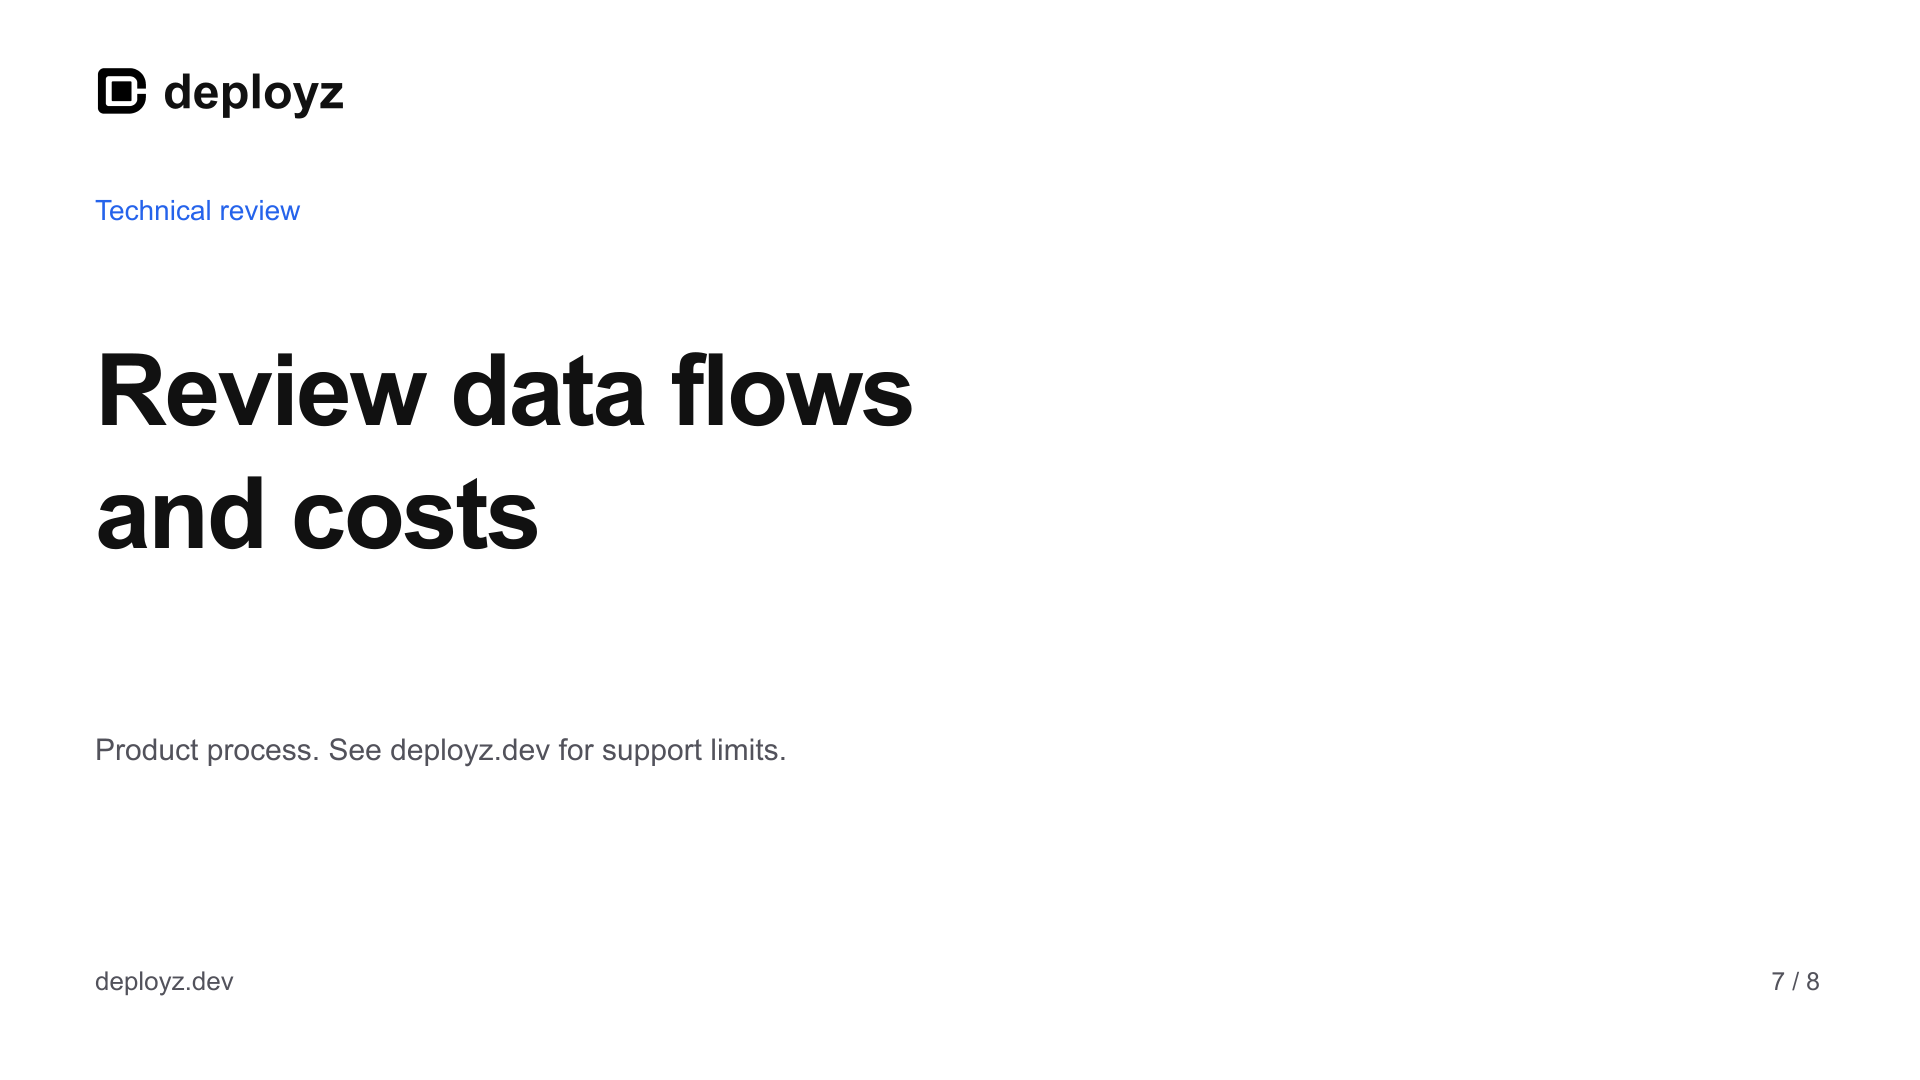 deployz
Technical review
Review data flows
and costs
Product process. See deployz.dev for support limits.
deployz.dev
7 / 8